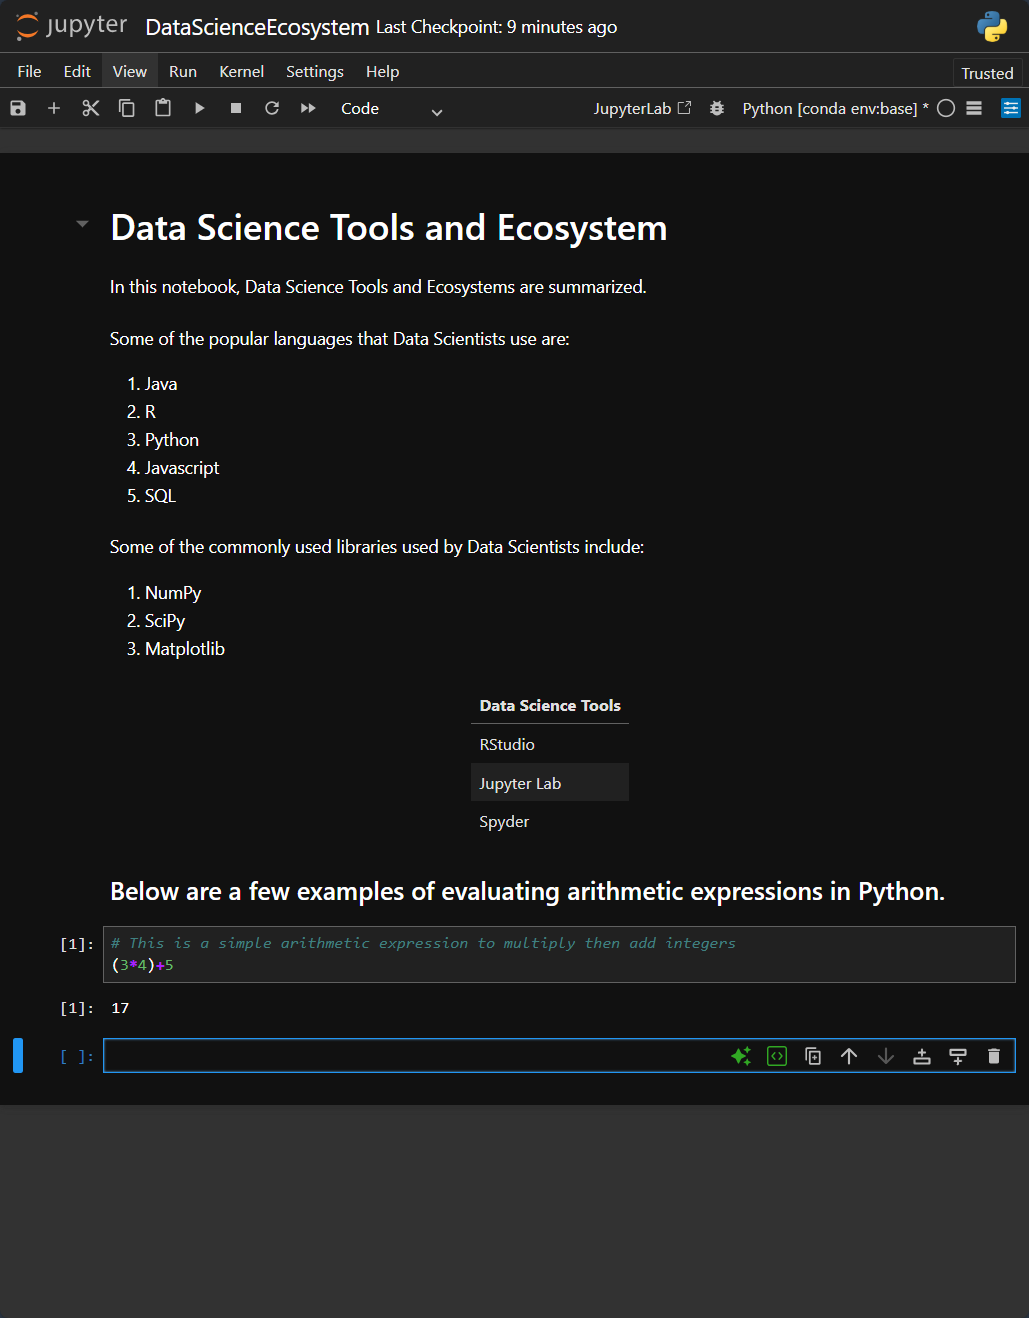 jupyter DataScienceEcosystem Last Checkpoint: 9 minutes ago
File Edit View Run Kernel Settings Help Trusted
Code JupyterLab Python [conda env:base] *
Data Science Tools and Ecosystem
In this notebook, Data Science Tools and Ecosystems are summarized.
Some of the popular languages that Data Scientists use are:
1. Java
2. R
3. Python
4. Javascript
5. SQL
Some of the commonly used libraries used by Data Scientists include:
1. NumPy
2. SciPy
3. Matplotlib
Data Science Tools
RStudio
Jupyter Lab
Spyder
Below are a few examples of evaluating arithmetic expressions in Python.
[1]: # This is a simple arithmetic expression to multiply then add integers
(3*4)+5
[1]: 17
[ ]: